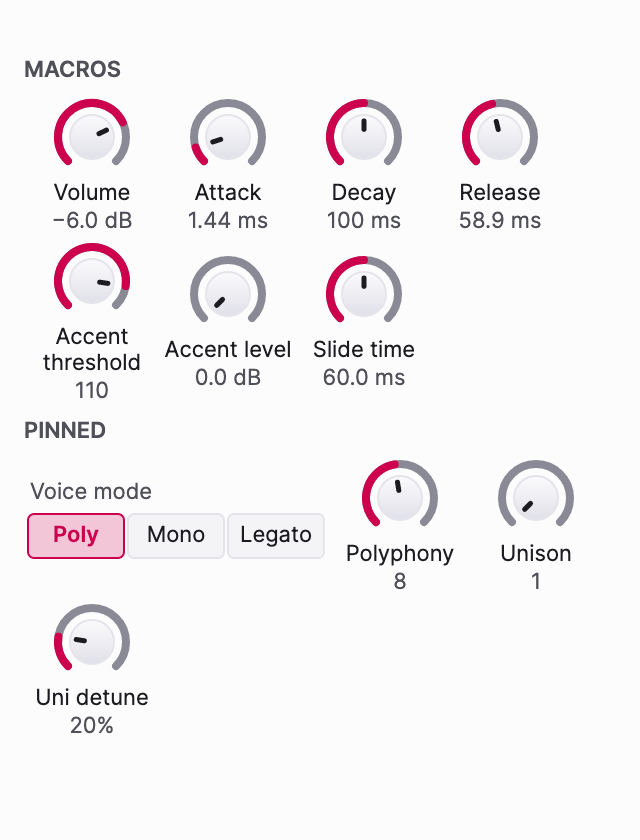 MACROS
Volume
−6.0 dB
Attack
1.44 ms
Decay
100 ms
Release
58.9 ms
Accent
threshold
110
Accent level
0.0 dB
Slide time
60.0 ms
PINNED
Voice mode
Poly
Mono
Legato
Polyphony
8
Unison
1
Uni detune
20%